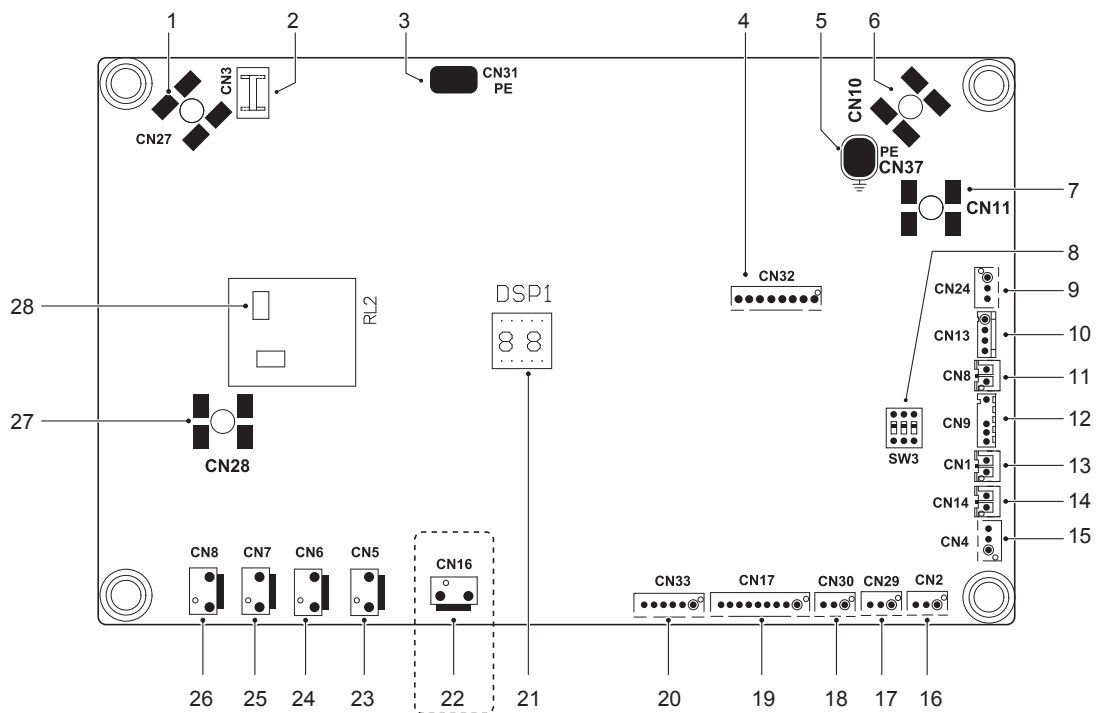 1 2 3 4 5 6
CN3
CN31
PE
CN10
CN27
PE
CN37
7
CN11
8
CN32
CN24 9
28
RL2
DSP1
CN13 10
CN8 11
8 8
CN9 12
27
SW3
CN28
CN1 13
CN14 14
CN4 15
CN8 CN7 CN6 CN5 CN16
CN33 CN17 CN30 CN29 CN2
26 25 24 23 22 21 20 19 18 17 16